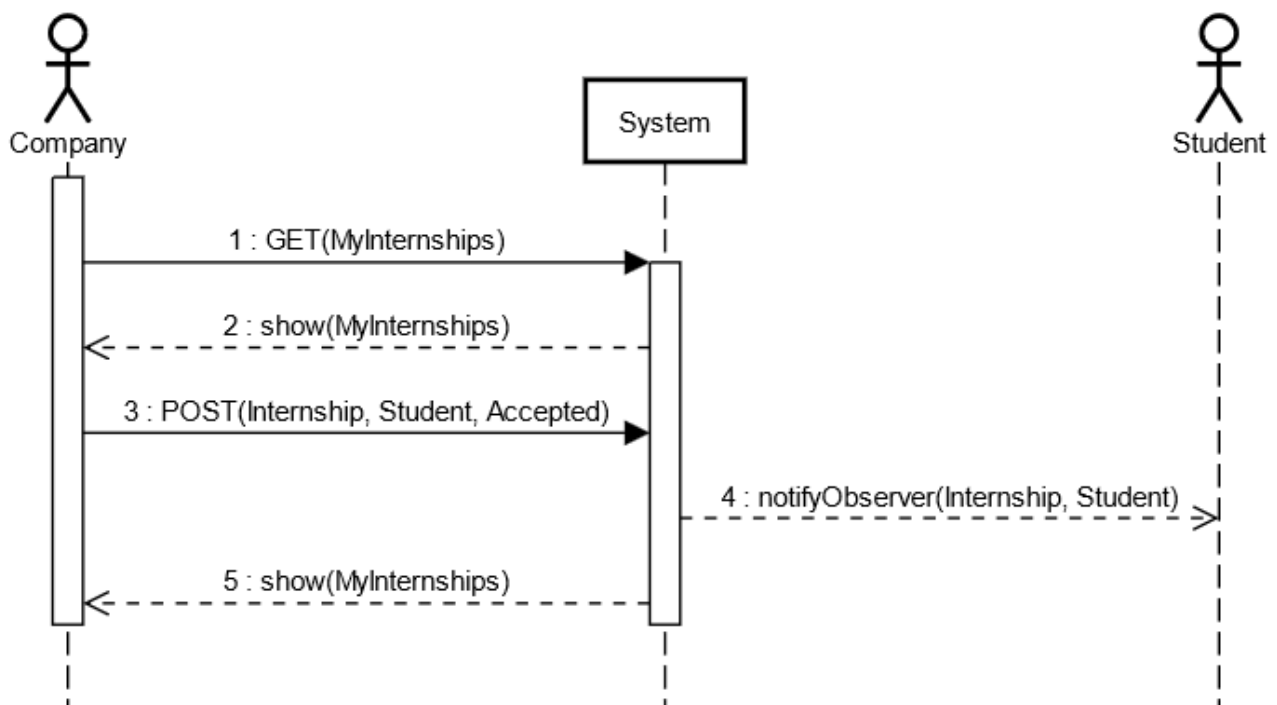 Company
System
Student
1 : GET(MyInternships)
2 : show(MyInternships)
3 : POST(Internship, Student, Accepted)
4 : notifyObserver(Internship, Student)
5 : show(MyInternships)